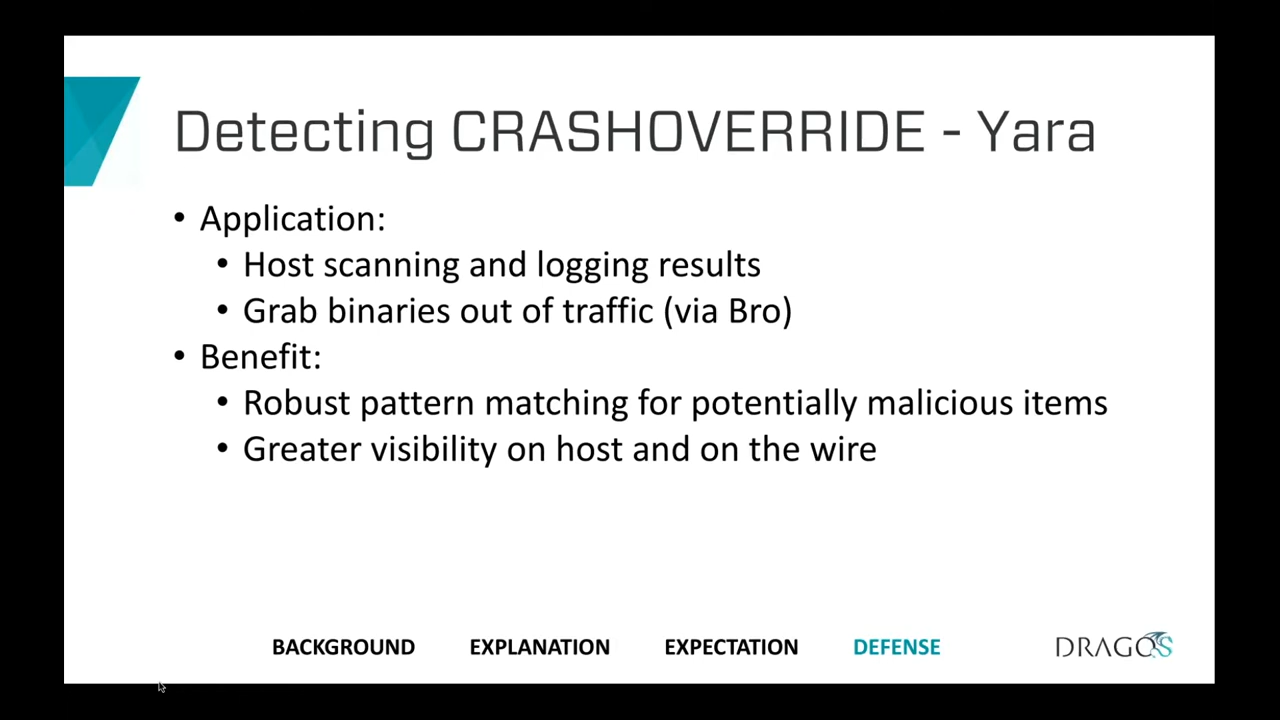 Detecting CRASHOVERRIDE - Yara
• Application:
• Host scanning and logging results
• Grab binaries out of traffic (via Bro)
• Benefit:
• Robust pattern matching for potentially malicious items
• Greater visibility on host and on the wire
BACKGROUND EXPLANATION EXPECTATION DEFENSE DRAGOS